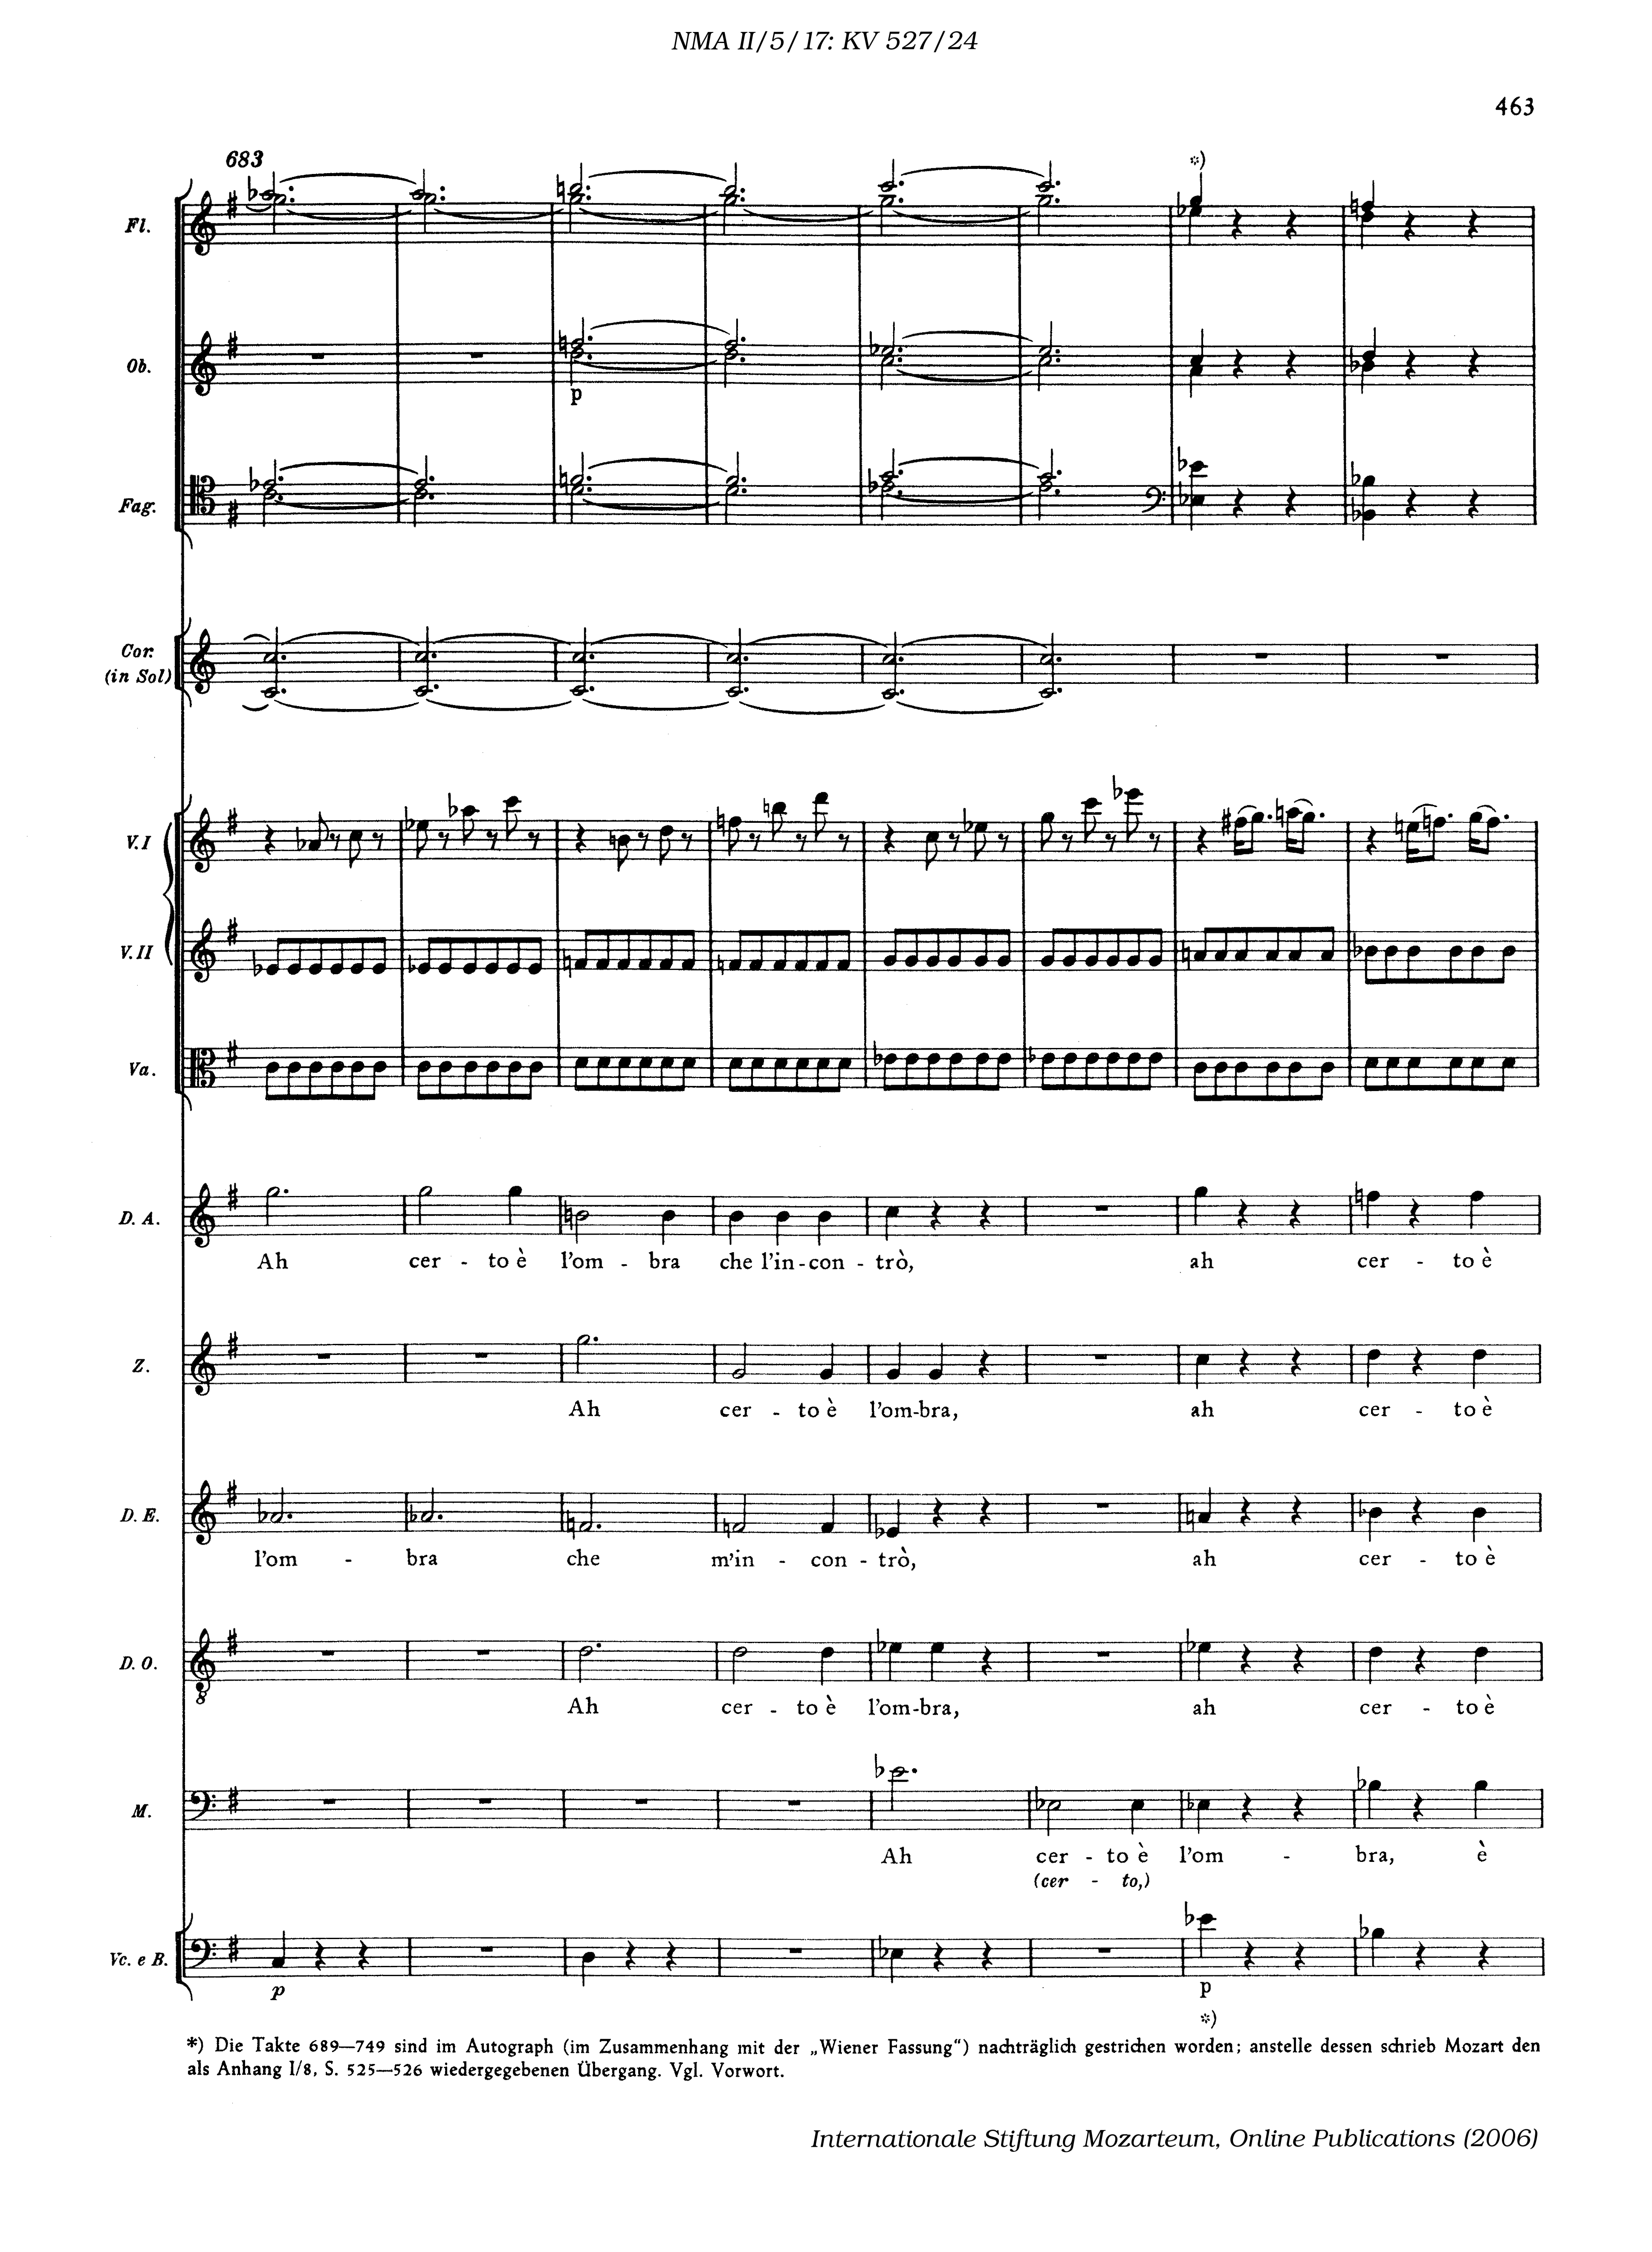 NMA II/5/17: KV 527/24
463
683
*)
Fl.
Ob.
p
Fag.
Cor.
(in Sol)
V. I
V. II
Va.
D. A.
Ah cer - to è l'om - bra che l'in - con - trò, ah cer - to è
Z.
Ah cer - to è l'om-bra, ah cer - to è
D. E.
l'om - bra che m'in - con - trò, ah cer - to è
D. O.
8
Ah cer - to è l'om-bra, ah cer - to è
M.
Ah cer - to è l'om - bra, è
(cer - to,)
Vc. e B.
p p
*)
*) Die Takte 689—749 sind im Autograph (im Zusammenhang mit der „Wiener Fassung“) nachträglich gestrichen worden; anstelle dessen schrieb Mozart den
als Anhang I/8, S. 525—526 wiedergegebenen Übergang. Vgl. Vorwort.
Internationale Stiftung Mozarteum, Online Publications (2006)